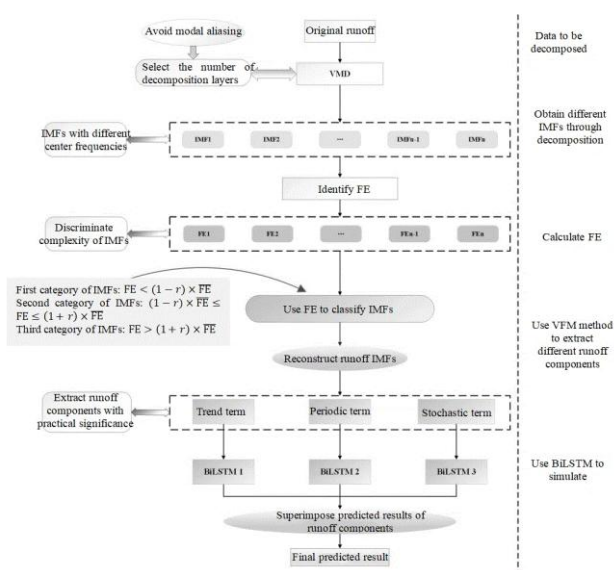 Avoid modal aliasing
Original runoff
Data to be
decomposed
Select the number of
decomposition layers
VMD
Obtain different
IMFs through
decomposition
IMFs with different
center frequencies
IMF1
IMF2
...
IMFn-1
IMFn
Identify FE
Discriminate
complexity of IMFs
FE1
FE2
...
FEn-1
FEn
Calculate FE
First category of IMFs: FE < (1 − r) × F̅E̅
Second category of IMFs: (1 − r) × F̅E̅ ≤
FE ≤ (1 + r) × F̅E̅
Third category of IMFs: FE > (1 + r) × F̅E̅
Use FE to classify IMFs
Use VFM method
to extract
different runoff
components
Reconstruct runoff IMFs
Extract runoff
components with
practical significance
Trend term
Periodic term
Stochastic term
BiLSTM 1
BiLSTM 2
BiLSTM 3
Use BiLSTM to
simulate
Superimpose predicted results of
runoff components
Final predicted result